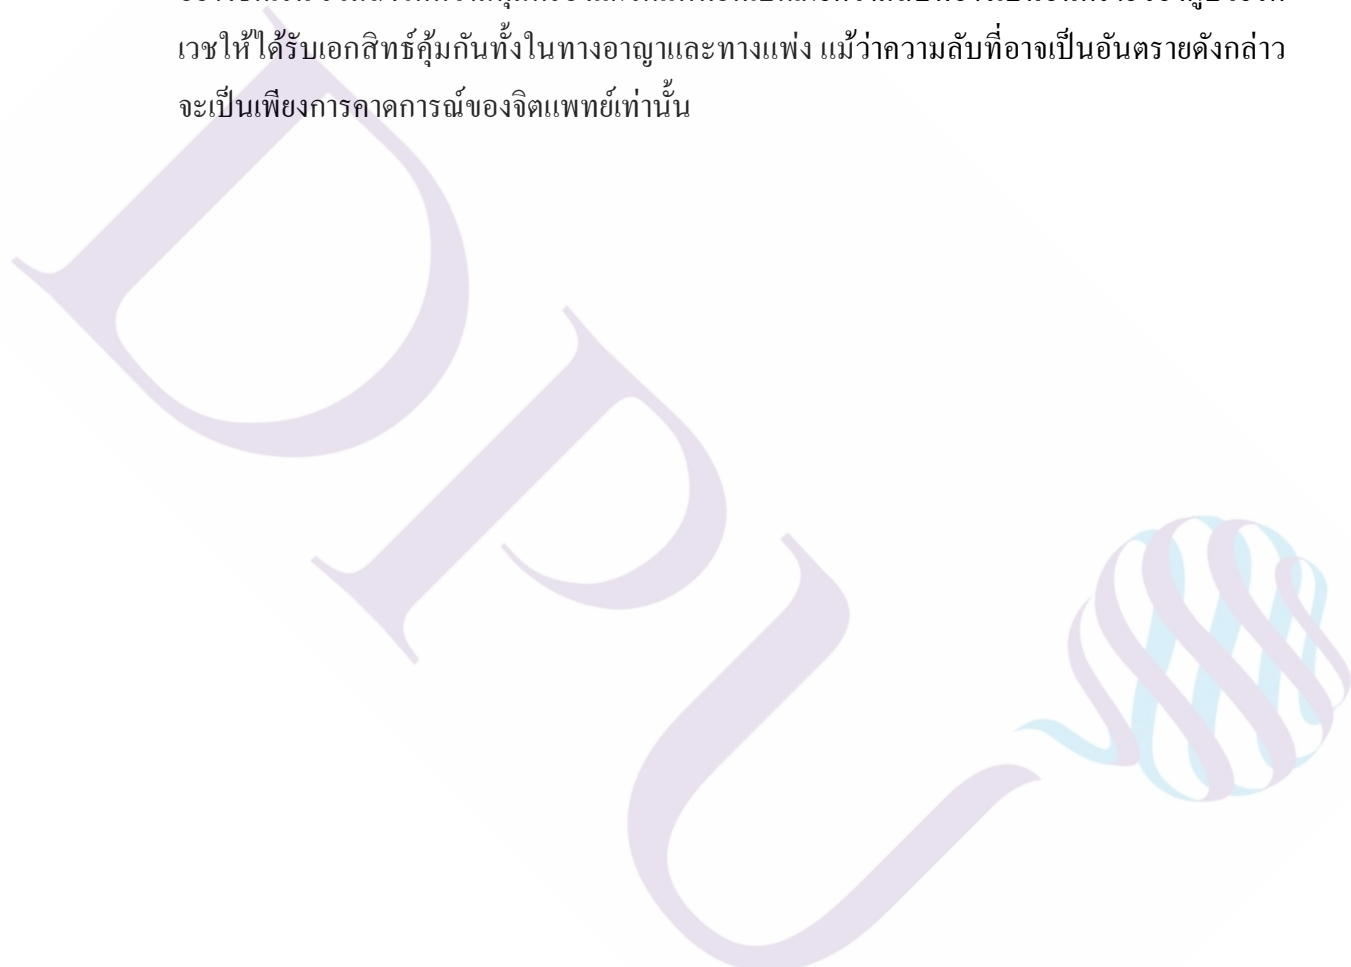 เวชให้ได้รับเอกสิทธ์คุ้มกันทั้งในทางอาญาและทางแพ่ง แม้ว่าความลับที่อาจเป็นอันตรายดังกล่าว
จะเป็นเพียงการคาดการณ์ของจิตแพทย์เท่านั้น
DPU